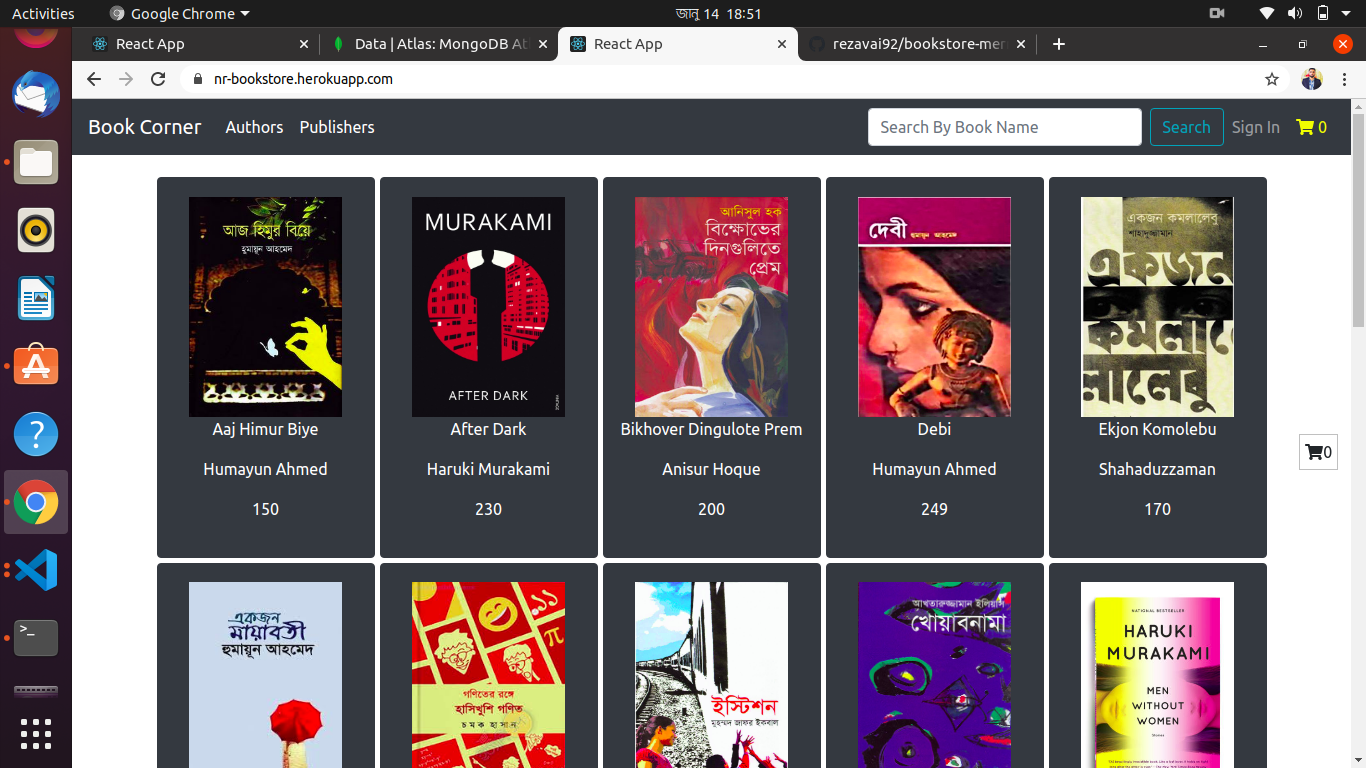 Activities
Google Chrome
জানু 14 18:51
React App
Data | Atlas: MongoDB At
React App
rezavai92/bookstore-mer
nr-bookstore.herokuapp.com
Book Corner
Authors
Publishers
Search By Book Name
Search
Sign In
0
আজ হিমুর বিয়ে
হুমায়ূন আহমেদ
Aaj Himur Biye
Humayun Ahmed
150
MURAKAMI
AFTER DARK
After Dark
Haruki Murakami
230
আনিসুল হক
বিক্ষোভের
দিনগুলিতে
প্রেম
Bikhover Dingulote Prem
Anisur Hoque
200
দেবী
হুমায়ূন আহমেদ
Debi
Humayun Ahmed
249
একজন কমলালেবু
শাহাদুজ্জামান
একজন
কমলালে
লালেবু
Ekjon Komolebu
Shahaduzzaman
170
0
একজন
মায়াবতী
হুমায়ূন আহমেদ
গণিতের রঙ্গে
হাসিখুশি গণিত
চমক হাসান
ইস্টিশন
মুহম্মদ জাফর ইকবাল
আখতারুজ্জামান ইলিয়াস
খোয়াবনামা
NATIONAL BESTSELLER
HARUKI
MURAKAMI
MEN
WITHOUT
WOMEN
Stories